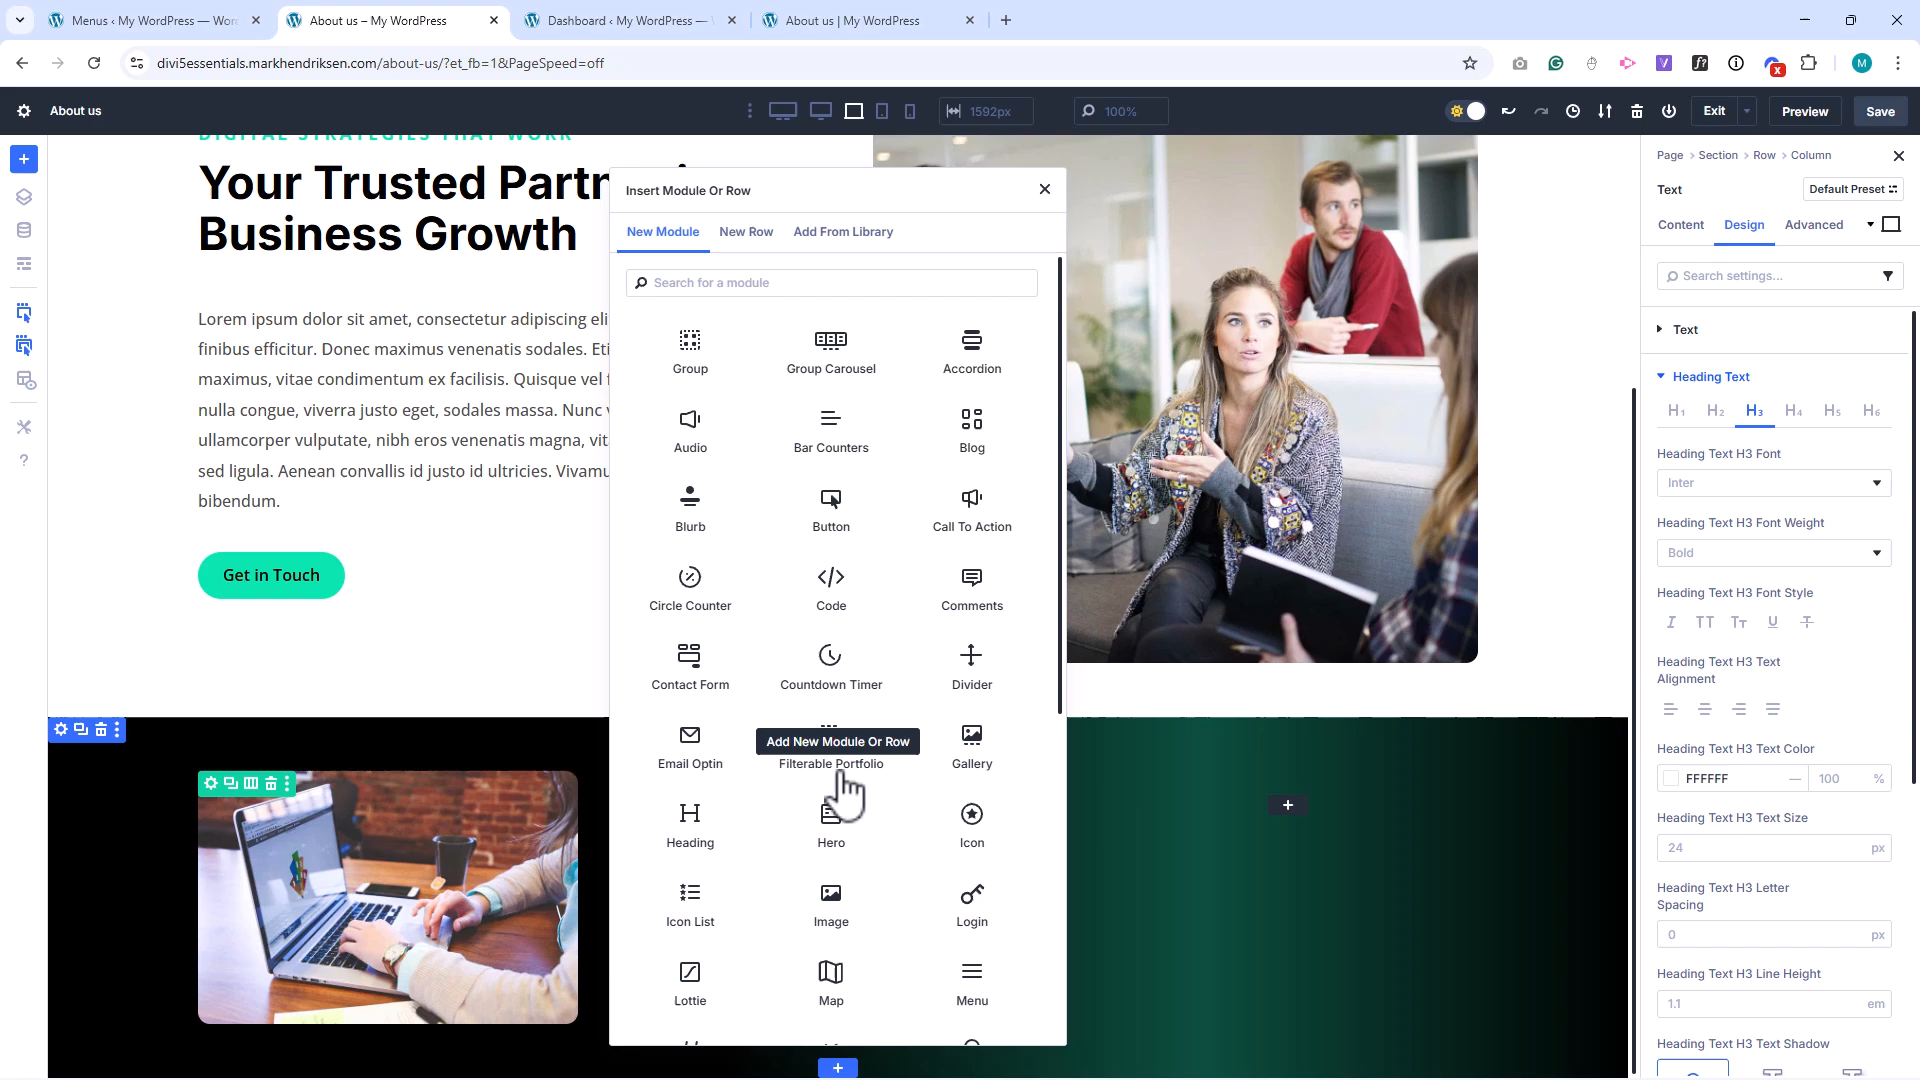 Menus ‹ My WordPress — Wor
About us – My WordPress
Dashboard ‹ My WordPress —
About us | My WordPress
divi5essentials.markhendriksen.com/about-us/?et_fb=1&PageSpeed=off
About us
1592px
100%
Exit
Preview
Save
DIGITAL STRATEGIES THAT WORK
Your Trusted Partn
Business Growth
Lorem ipsum dolor sit amet, consectetur adipiscing eli
finibus efficitur. Donec maximus venenatis sodales. Eti
maximus, vitae condimentum ex facilisis. Quisque vel
nulla congue, viverra justo eget, sodales massa. Nunc
ullamcorper vulputate, nibh eros venenatis magna, vit
sed ligula. Aenean convallis id justo id ultricies. Vivamu
bibendum.
Get in Touch
Insert Module Or Row
New Module
New Row
Add From Library
Search for a module
Group
Group Carousel
Accordion
Audio
Bar Counters
Blog
Blurb
Button
Call To Action
Circle Counter
Code
Comments
Contact Form
Countdown Timer
Divider
Add New Module Or Row
Email Optin
Filterable Portfolio
Gallery
Heading
Hero
Icon
Icon List
Image
Login
Lottie
Map
Menu
Page › Section › Row › Column
Text
Default Preset
Content
Design
Advanced
Search settings...
Text
Heading Text
H1 H2 H3 H4 H5 H6
Heading Text H3 Font
Inter
Heading Text H3 Font Weight
Bold
Heading Text H3 Font Style
I TT Tт U T
Heading Text H3 Text
Alignment
Heading Text H3 Text Color
FFFFFF
100 %
Heading Text H3 Text Size
24 px
Heading Text H3 Letter
Spacing
0 px
Heading Text H3 Line Height
1.1 em
Heading Text H3 Text Shadow